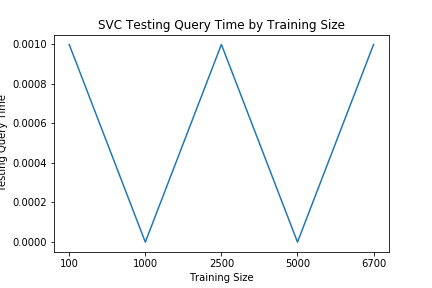 SVC Testing Query Time by Training Size
0.0010
0.0008
0.0006
0.0004
0.0002
0.0000
Testing Query Time
100 1000 2500 5000 6700
Training Size